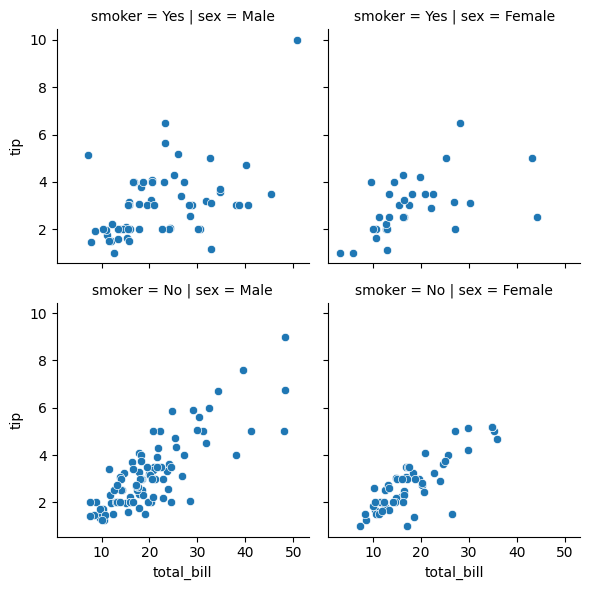 smoker = Yes | sex = Male
smoker = Yes | sex = Female
10
8
6
4
2
tip
smoker = No | sex = Male
smoker = No | sex = Female
10
8
6
4
2
tip
10 20 30 40 50
10 20 30 40 50
total_bill
total_bill